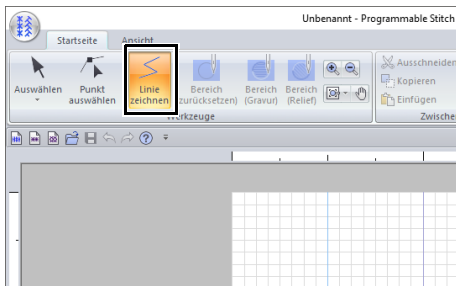 Unbenannt - Programmable Stitch
Startseite Ansicht
Auswählen Punkt auswählen Linie zeichnen Bereich zurücksetzen) Bereich (Gravur) Bereich (Relief)
Ausschneiden
Kopieren
Einfügen
Werkzeuge Zwische